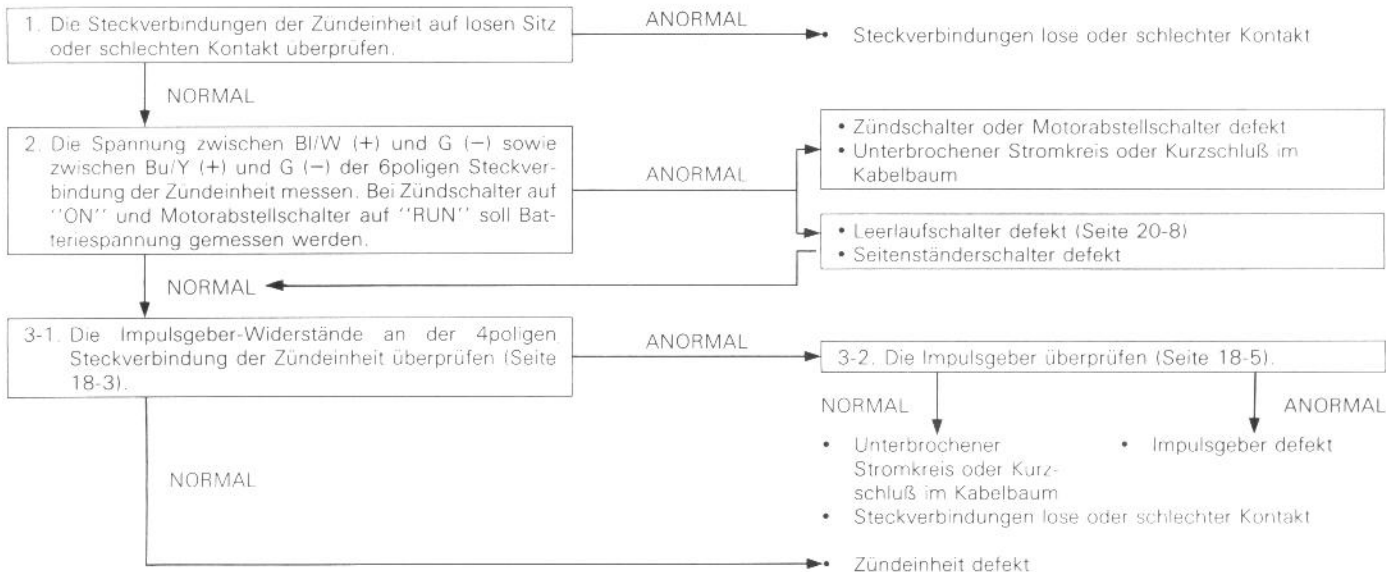 1. Die Steckverbindungen der Zündeinheit auf losen Sitz
oder schlechten Kontakt überprüfen.
ANORMAL
• Steckverbindungen lose oder schlechter Kontakt
NORMAL
2. Die Spannung zwischen Bl/W (+) und G (−) sowie
zwischen Bu/Y (+) und G (−) der 6poligen Steckver-
bindung der Zündeinheit messen. Bei Zündschalter auf
''ON'' und Motorabstellschalter auf ''RUN'' soll Bat-
teriespannung gemessen werden.
ANORMAL
• Zündschalter oder Motorabstellschalter defekt
• Unterbrochener Stromkreis oder Kurzschluß im
Kabelbaum
• Leerlaufschalter defekt (Seite 20-8)
• Seitenständerschalter defekt
NORMAL
3-1. Die Impulsgeber-Widerstände an der 4poligen
Steckverbindung der Zündeinheit überprüfen (Seite
18-3).
ANORMAL
3-2. Die Impulsgeber überprüfen (Seite 18-5).
NORMAL
ANORMAL
• Unterbrochener
Stromkreis oder Kurz-
schluß im Kabelbaum
• Steckverbindungen lose oder schlechter Kontakt
• Impulsgeber defekt
NORMAL
• Zündeinheit defekt